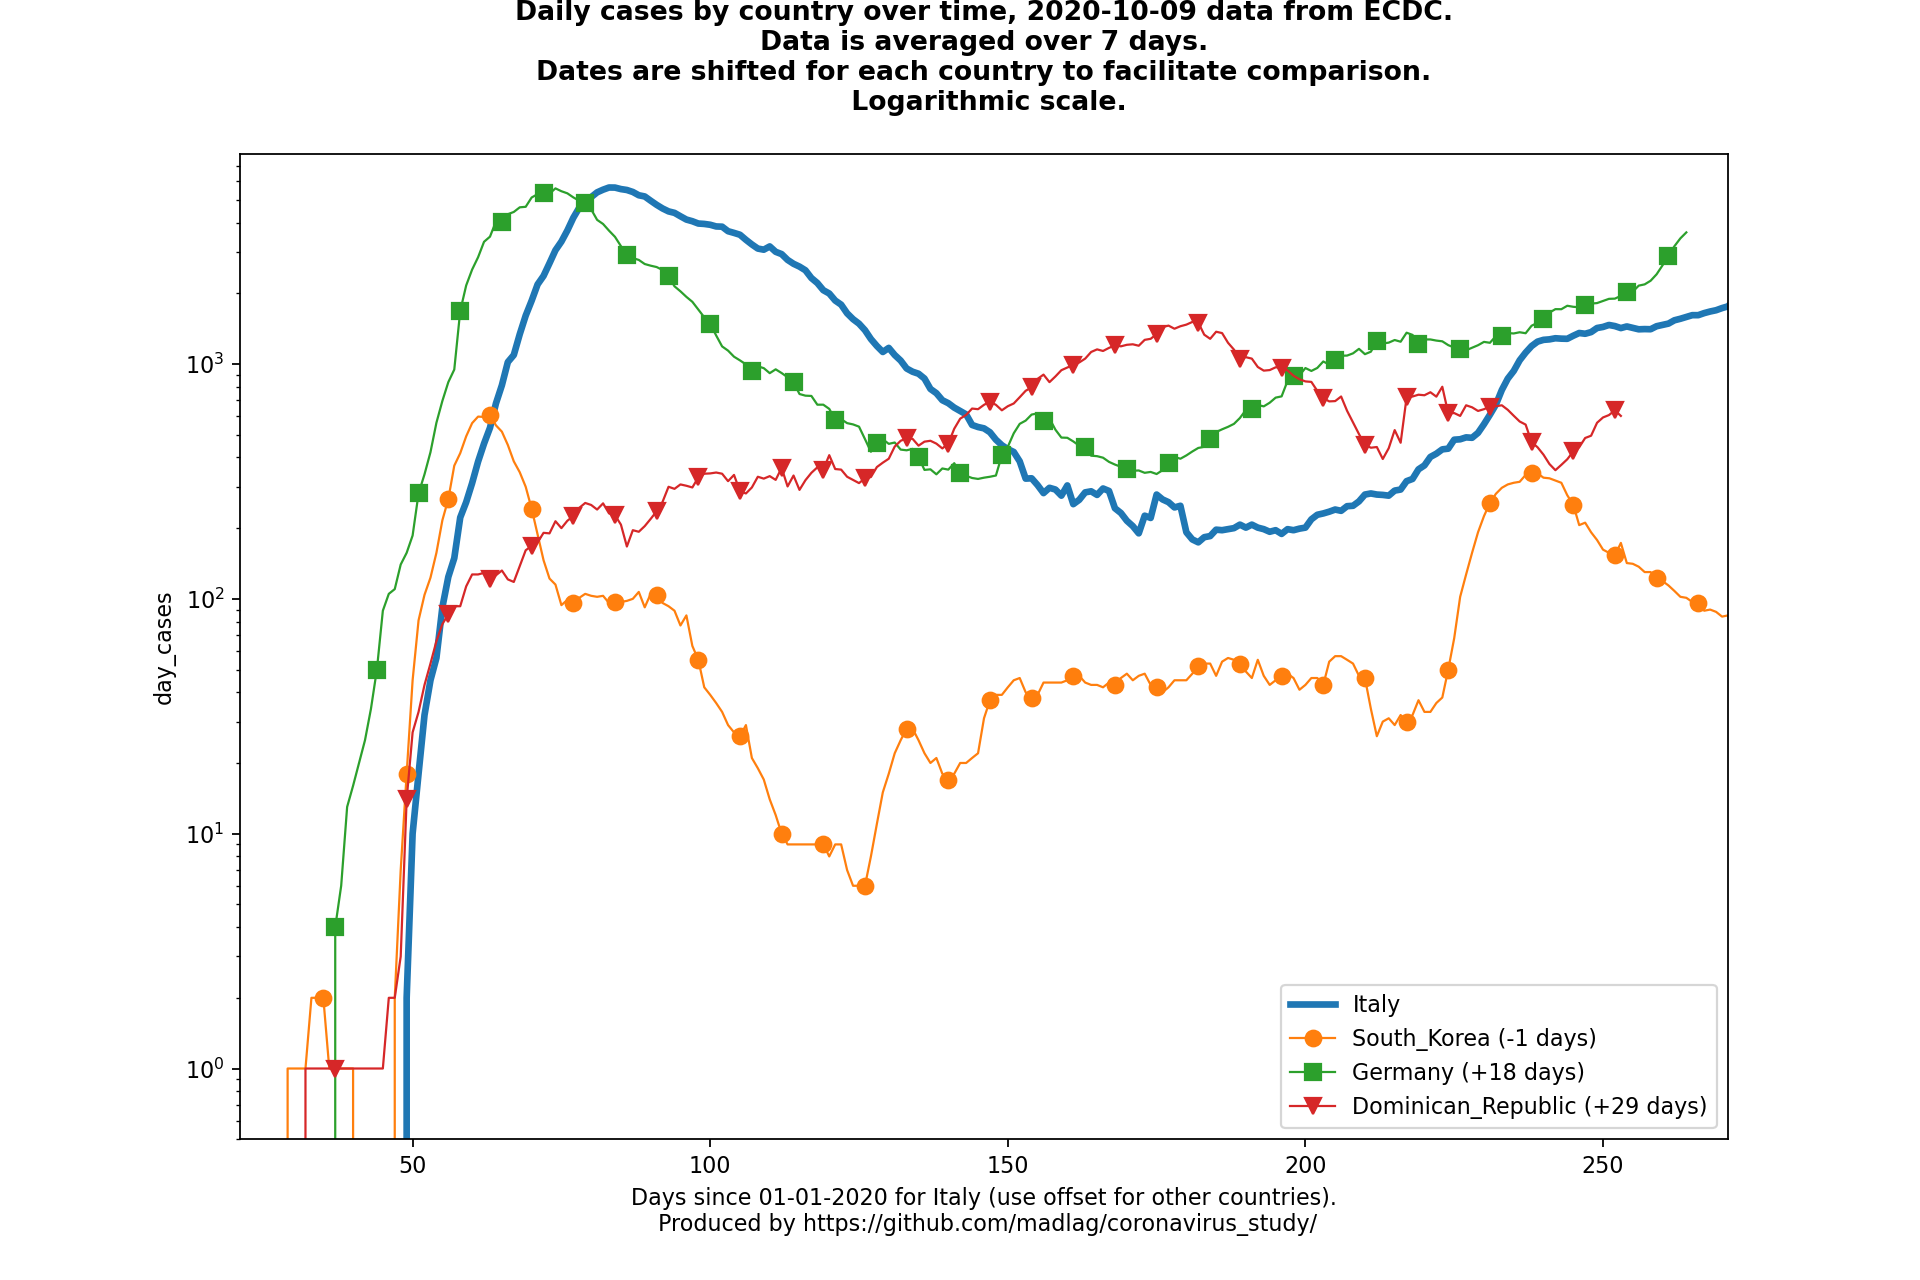 Daily cases by country over time, 2020-10-09 data from ECDC.
Data is averaged over 7 days.
Dates are shifted for each country to facilitate comparison.
Logarithmic scale.
day_cases
10³
10²
10¹
10⁰
50 100 150 200 250
Italy
South_Korea (-1 days)
Germany (+18 days)
Dominican_Republic (+29 days)
Days since 01-01-2020 for Italy (use offset for other countries).
Produced by https://github.com/madlag/coronavirus_study/